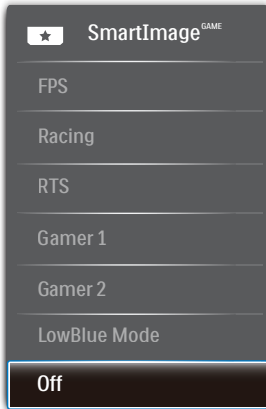 SmartImage GAME
FPS
Racing
RTS
Gamer 1
Gamer 2
LowBlue Mode
Off